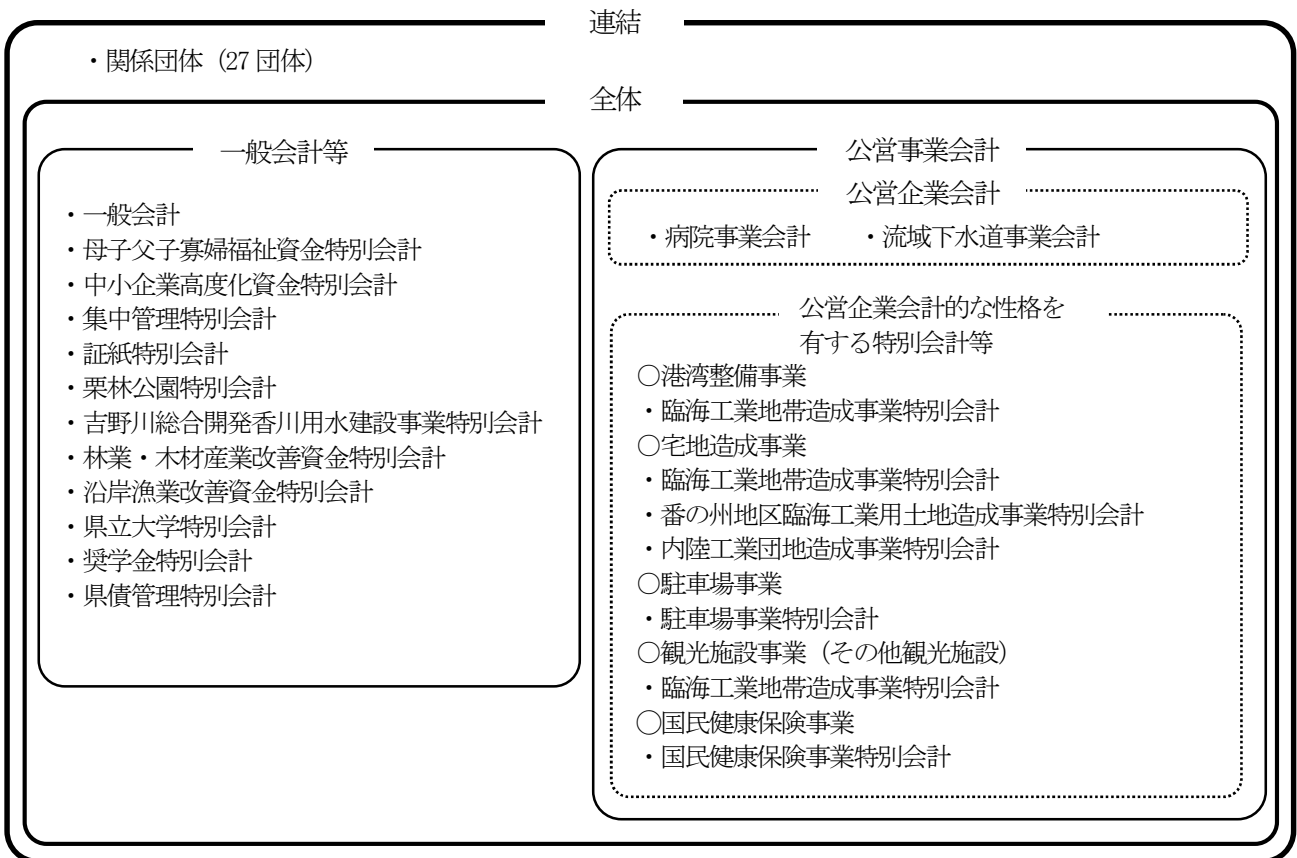 連結
・関係団体（27 団体）
全体
一般会計等
・一般会計
・母子父子寡婦福祉資金特別会計
・中小企業高度化資金特別会計
・集中管理特別会計
・証紙特別会計
・栗林公園特別会計
・吉野川総合開発香川用水建設事業特別会計
・林業・木材産業改善資金特別会計
・沿岸漁業改善資金特別会計
・県立大学特別会計
・奨学金特別会計
・県債管理特別会計
公営事業会計
公営企業会計
・病院事業会計　　・流域下水道事業会計
公営企業会計的な性格を
有する特別会計等
○港湾整備事業
・臨海工業地帯造成事業特別会計
○宅地造成事業
・臨海工業地帯造成事業特別会計
・番の州地区臨海工業用土地造成事業特別会計
・内陸工業団地造成事業特別会計
○駐車場事業
・駐車場事業特別会計
○観光施設事業（その他観光施設）
・臨海工業地帯造成事業特別会計
○国民健康保険事業
・国民健康保険事業特別会計